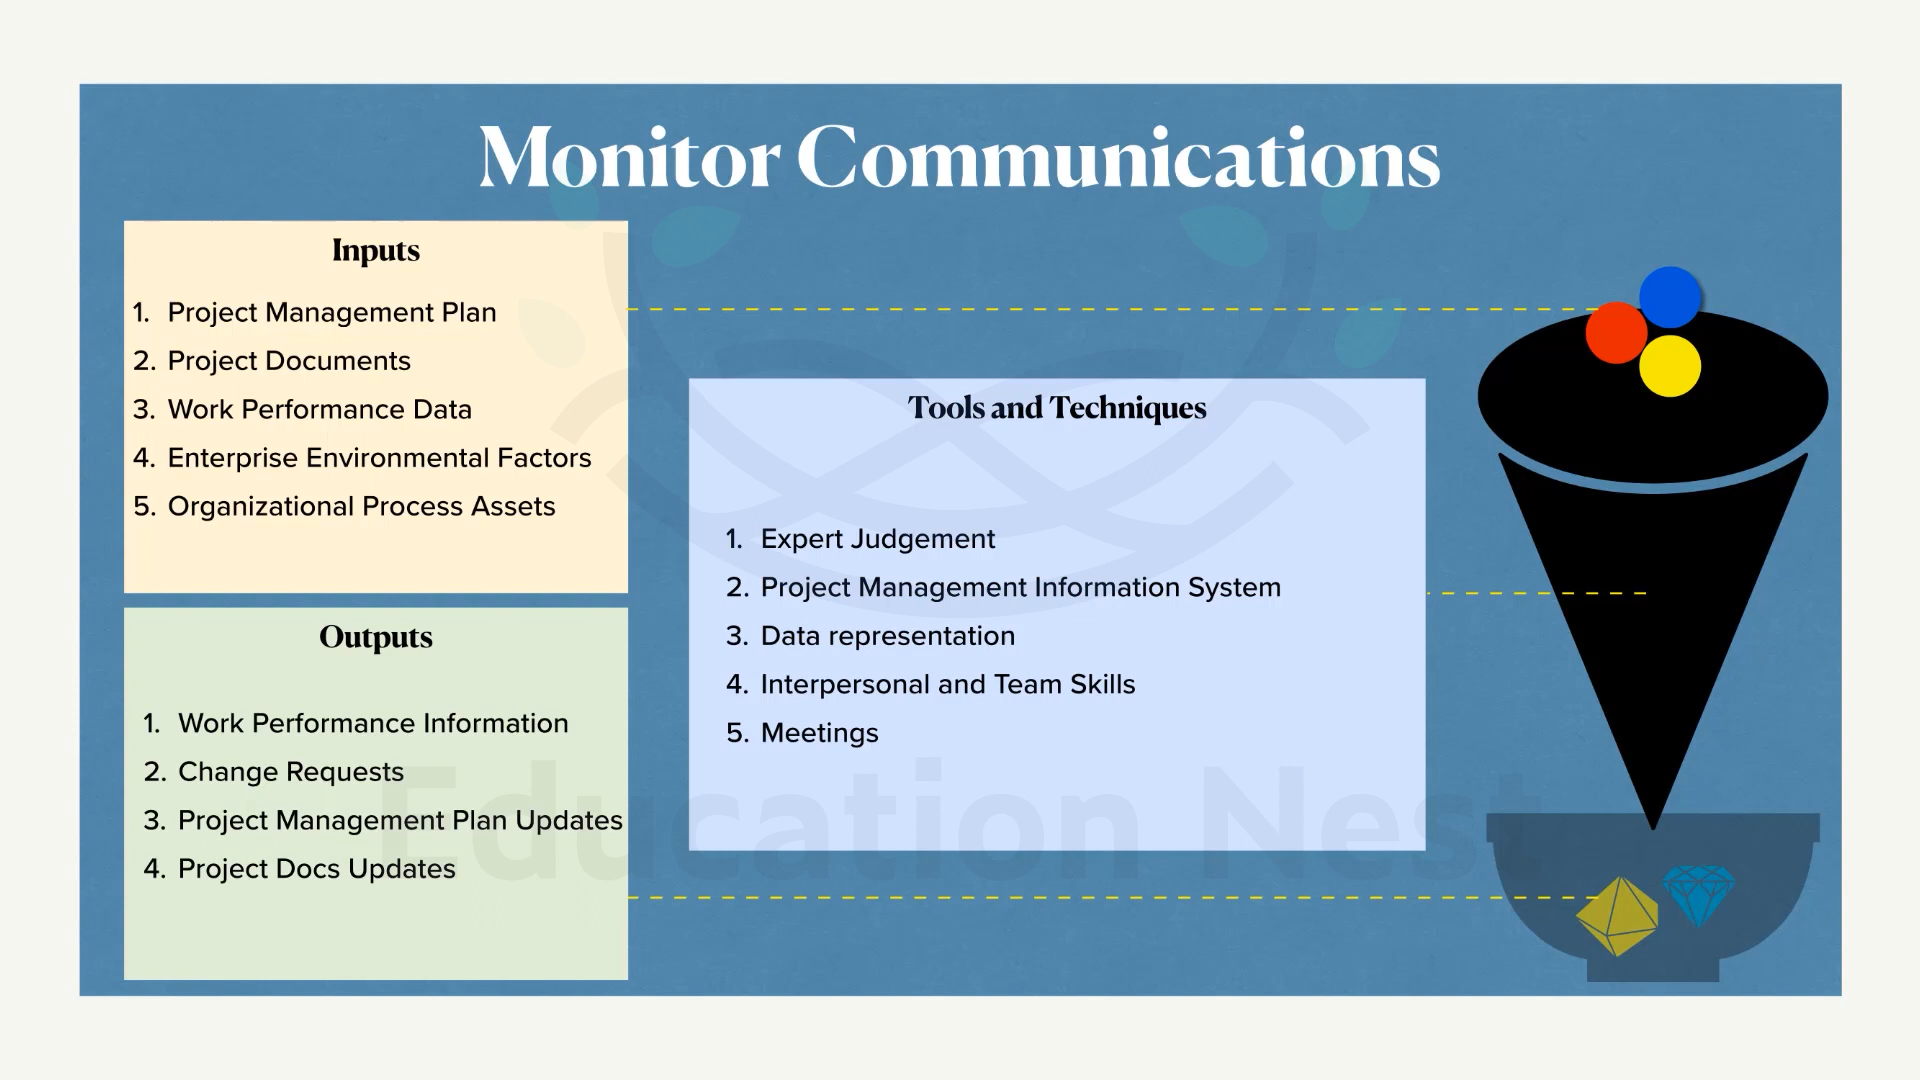 Monitor Communications
Inputs
1. Project Management Plan
2. Project Documents
3. Work Performance Data
4. Enterprise Environmental Factors
5. Organizational Process Assets
Tools and Techniques
1. Expert Judgement
2. Project Management Information System
3. Data representation
4. Interpersonal and Team Skills
5. Meetings
Outputs
1. Work Performance Information
2. Change Requests
3. Project Management Plan Updates
4. Project Docs Updates
Education Nest